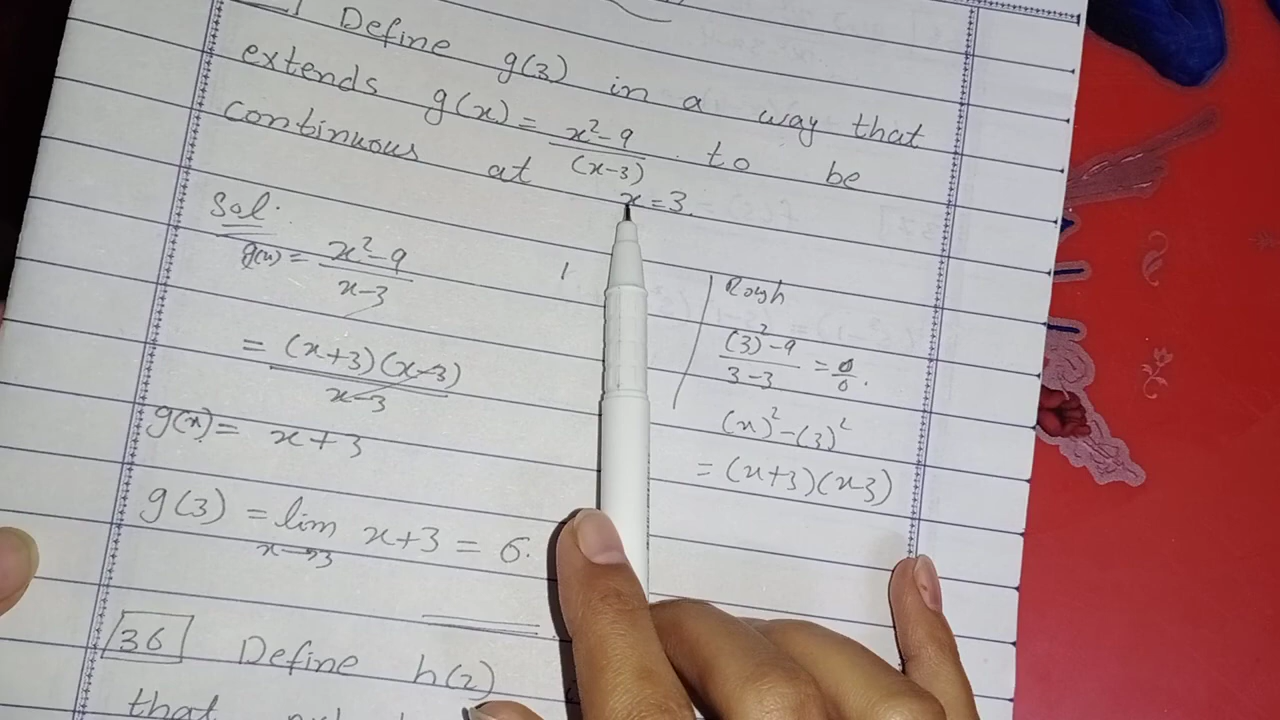 Define g(3) in a way that
extends g(x) = x²-9 / (x-3) to be
continuous at x=3.
Sol.
g(x) = x²-9 / x-3
= (x+3)(x-3) / x-3
g(x) = x+3
g(3) = lim x→3 x+3 = 6.
Rough
(3)²-9 / 3-3 = 0/0.
(x)²-(3)²
= (x+3)(x-3)
36 Define h(2)
that